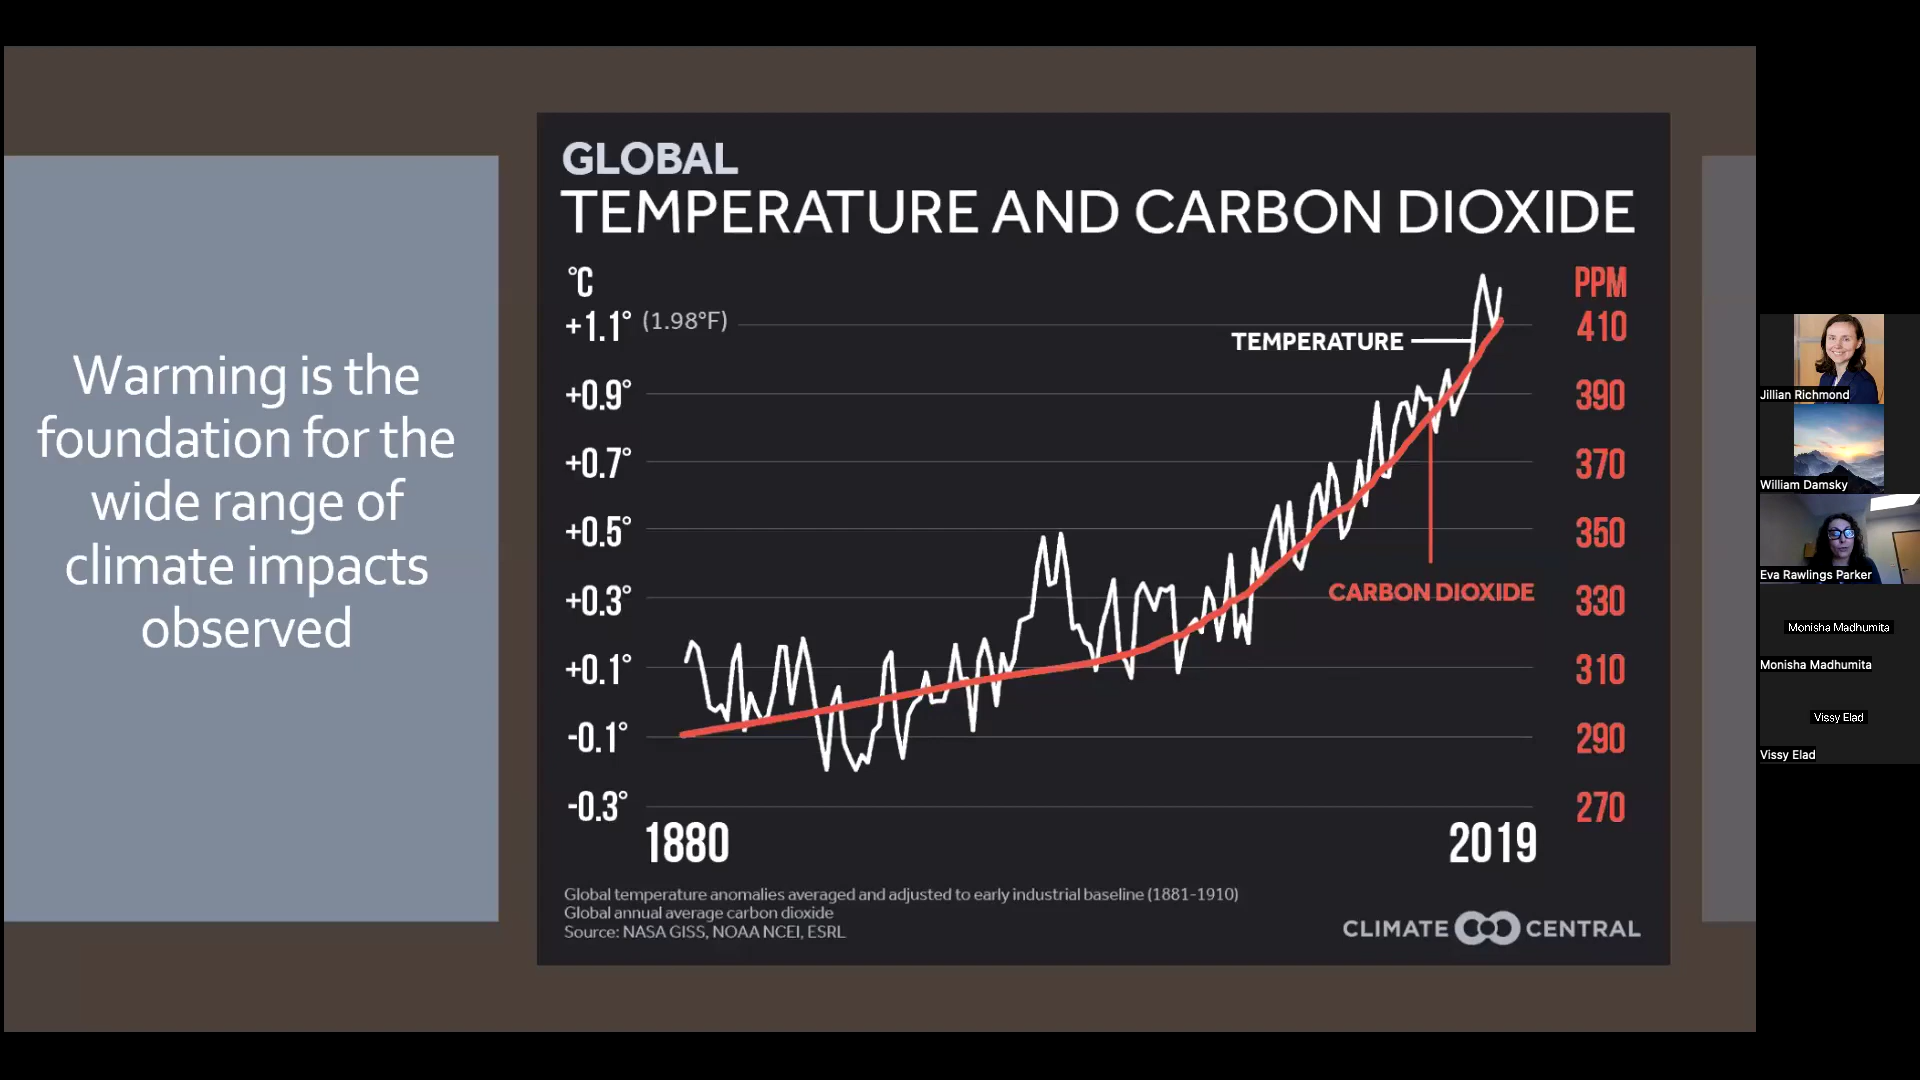 Warming is the
foundation for the
wide range of
climate impacts
observed
GLOBAL
TEMPERATURE AND CARBON DIOXIDE
°C
PPM
+1.1° (1.98°F)
410
TEMPERATURE
+0.9°
390
+0.7°
370
+0.5°
350
CARBON DIOXIDE
+0.3°
330
+0.1°
310
-0.1°
290
-0.3°
270
1880
2019
Global temperature anomalies averaged and adjusted to early industrial baseline (1881-1910)
Global annual average carbon dioxide
Source: NASA GISS, NOAA NCEI, ESRL
CLIMATE CENTRAL
Jillian Richmond
William Damsky
Eva Rawlings Parker
Monisha Madhumita
Monisha Madhumita
Vissy Elad
Vissy Elad